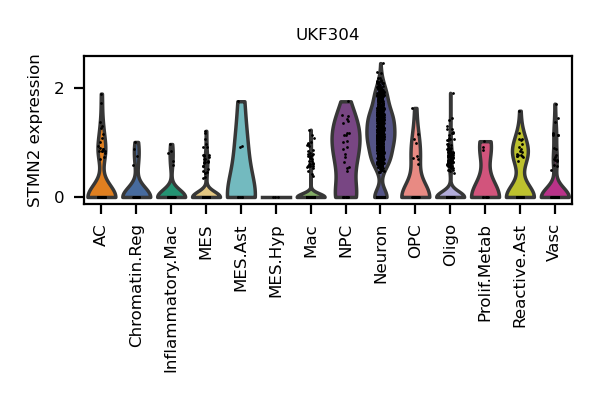 UKF304
STMN2 expression
2
0
AC
Chromatin.Reg
Inflammatory.Mac
MES
MES.Ast
MES.Hyp
Mac
NPC
Neuron
OPC
Oligo
Prolif.Metab
Reactive.Ast
Vasc